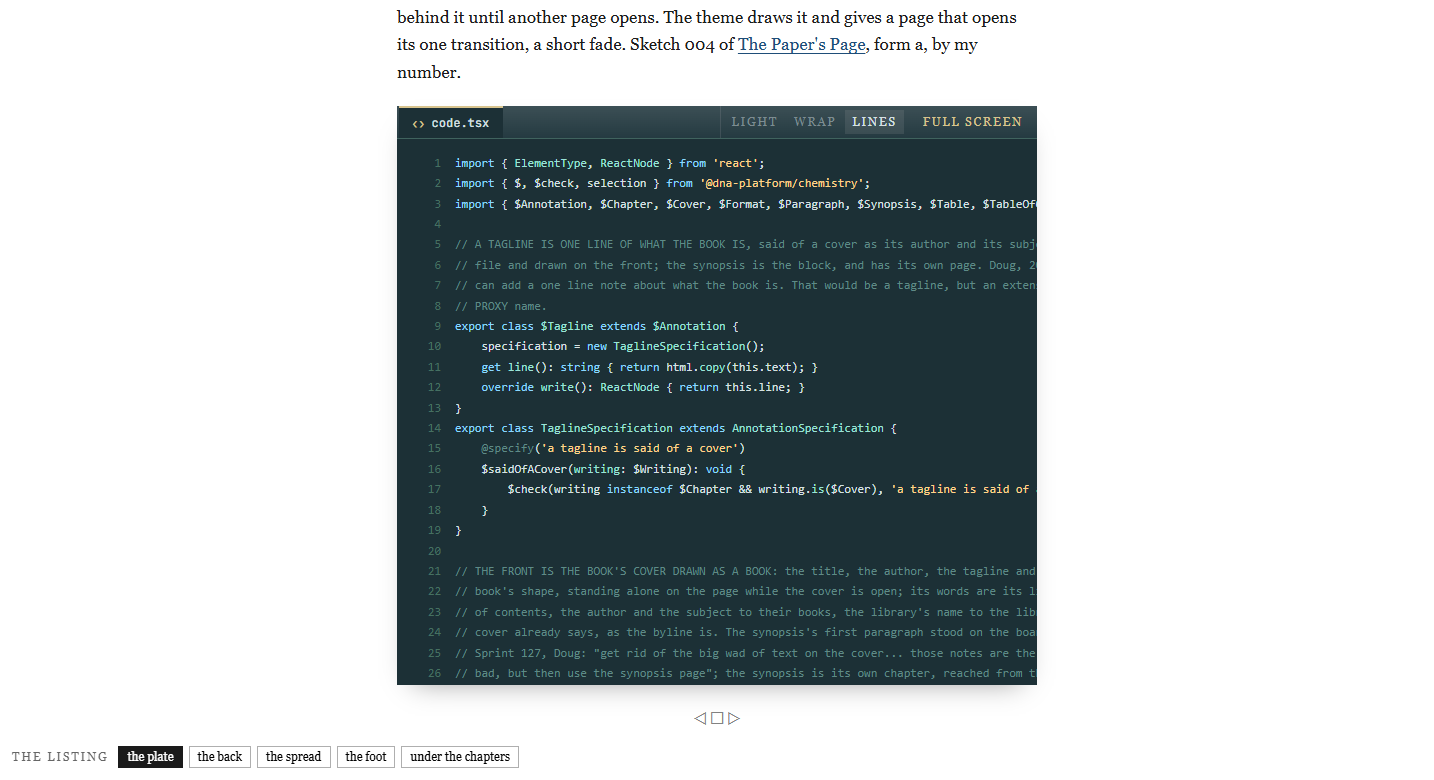 behind it until another page opens. The theme draws it and gives a page that opens
its one transition, a short fade. Sketch 004 of The Paper's Page, form a, by my
number.
<> code.tsx
LIGHT WRAP LINES FULL SCREEN
1 import { ElementType, ReactNode } from 'react';
2 import { $, $check, selection } from '@dna-platform/chemistry';
3 import { $Annotation, $Chapter, $Cover, $Format, $Paragraph, $Synopsis, $Table, $TableOf
4
5 // A TAGLINE IS ONE LINE OF WHAT THE BOOK IS, said of a cover as its author and its subj
6 // file and drawn on the front; the synopsis is the block, and has its own page. Doug, 2
7 // can add a one line note about what the book is. That would be a tagline, but an exten
8 // PROXY name.
9 export class $Tagline extends $Annotation {
10 specification = new TaglineSpecification();
11 get line(): string { return html.copy(this.text); }
12 override write(): ReactNode { return this.line; }
13 }
14 export class TaglineSpecification extends AnnotationSpecification {
15 @specify('a tagline is said of a cover')
16 $saidOfACover(writing: $Writing): void {
17 $check(writing instanceof $Chapter && writing.is($Cover), 'a tagline is said of
18 }
19 }
20
21 // THE FRONT IS THE BOOK'S COVER DRAWN AS A BOOK: the title, the author, the tagline and
22 // book's shape, standing alone on the page while the cover is open; its words are its l
23 // of contents, the author and the subject to their books, the library's name to the lib
24 // cover already says, as the byline is. The synopsis's first paragraph stood on the boa
25 // Sprint 127, Doug: "get rid of the big wad of text on the cover... those notes are the
26 // bad, but then use the synopsis page"; the synopsis is its own chapter, reached from t
THE LISTING the plate the back the spread the foot under the chapters